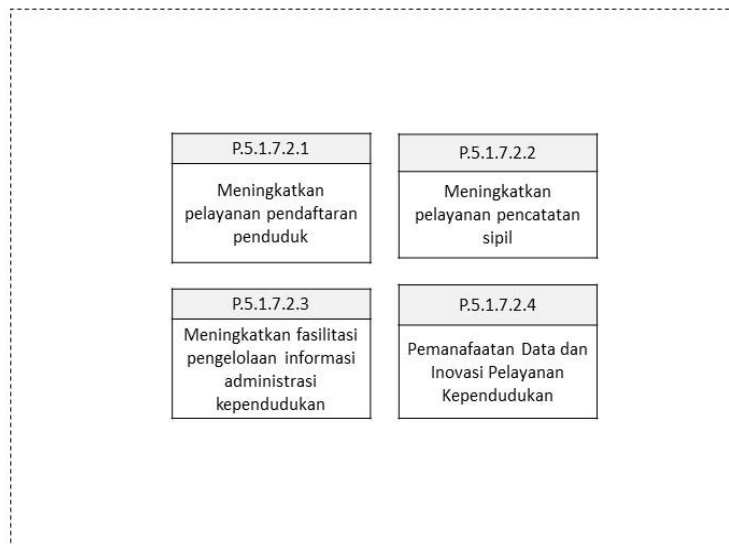 P.5.1.7.2.1
Meningkatkan
pelayanan pendaftaran
penduduk
P.5.1.7.2.2
Meningkatkan
pelayanan pencatatan
sipil
P.5.1.7.2.3
Meningkatkan fasilitasi
pengelolaan informasi
administrasi
kependudukan
P.5.1.7.2.4
Pemanafaatan Data dan
Inovasi Pelayanan
Kependudukan